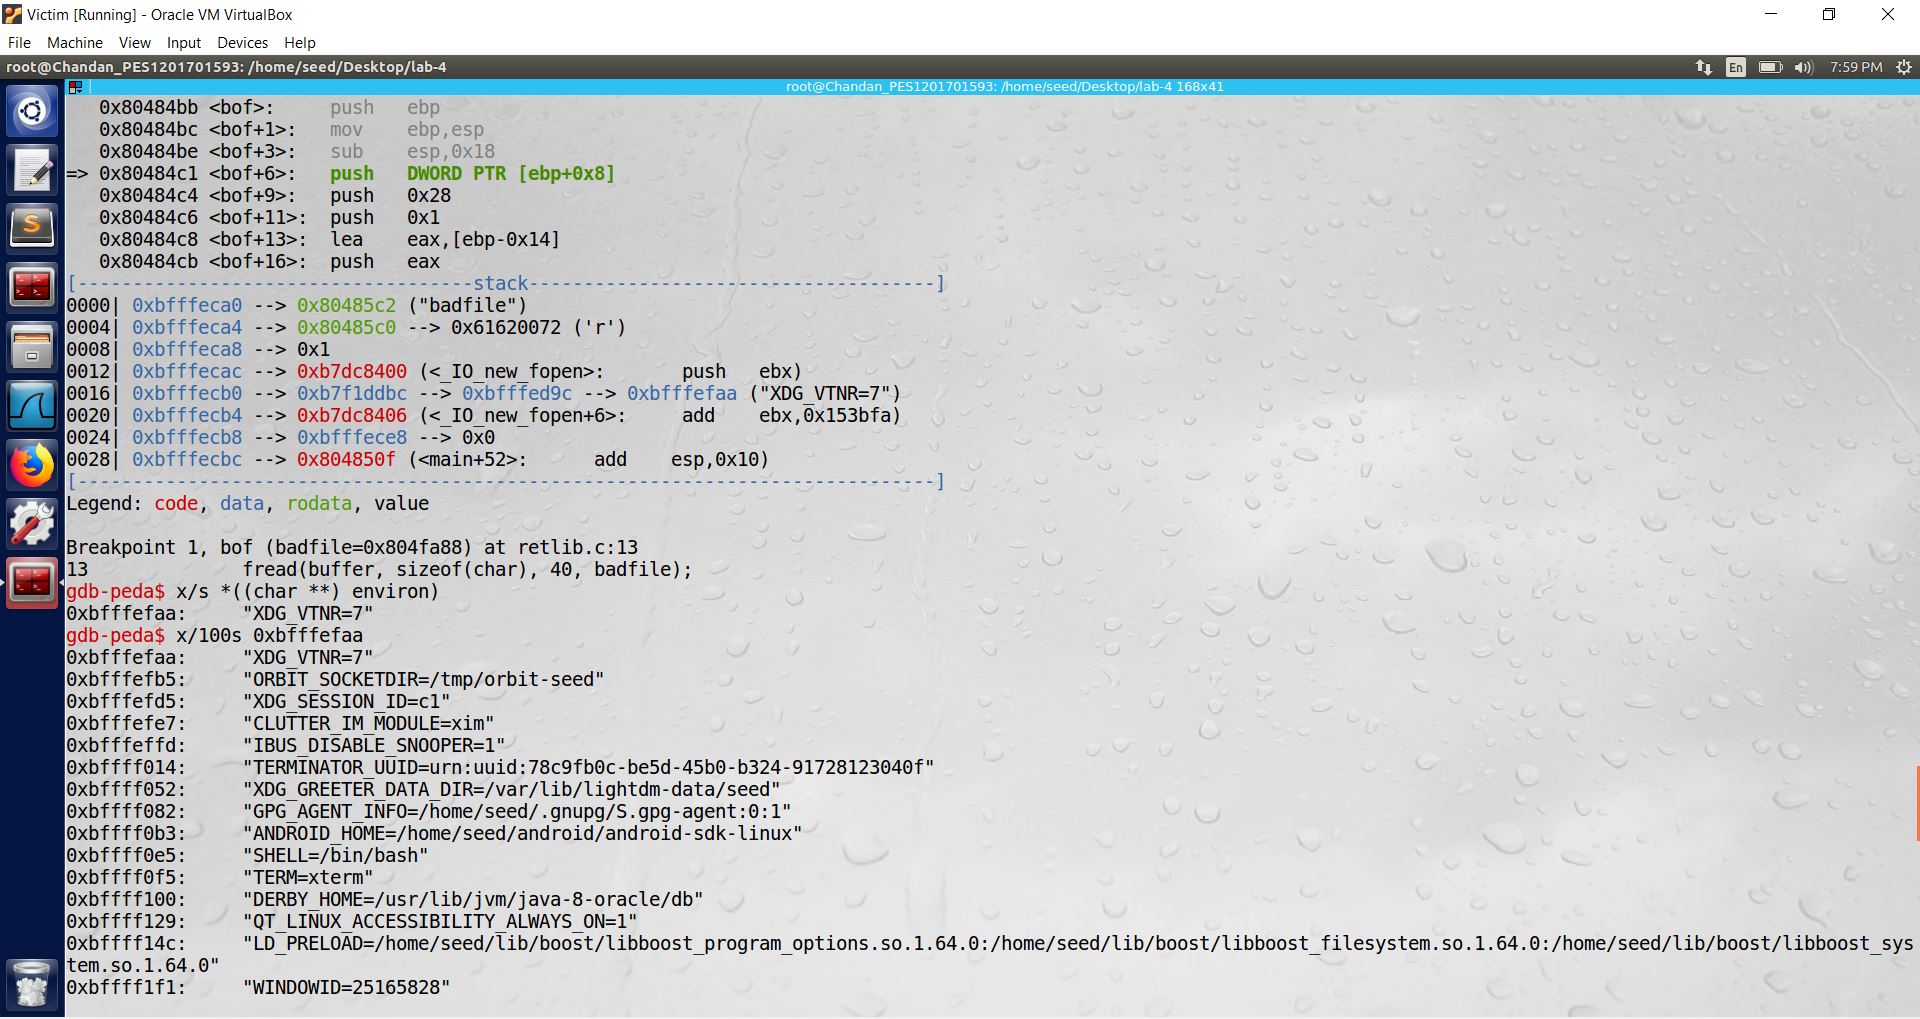 Victim [Running] - Oracle VM VirtualBox
File Machine View Input Devices Help
root@Chandan_PES1201701593: /home/seed/Desktop/lab-4
En
7:59 PM
root@Chandan_PES1201701593: /home/seed/Desktop/lab-4 168x41
0x80484bb <bof>: push ebp
0x80484bc <bof+1>: mov ebp,esp
0x80484be <bof+3>: sub esp,0x18
=> 0x80484c1 <bof+6>: push DWORD PTR [ebp+0x8]
0x80484c4 <bof+9>: push 0x28
0x80484c6 <bof+11>: push 0x1
0x80484c8 <bof+13>: lea eax,[ebp-0x14]
0x80484cb <bof+16>: push eax
[------------------------------------stack-------------------------------------]
0000| 0xbfffeca0 --> 0x80485c2 ("badfile")
0004| 0xbfffeca4 --> 0x80485c0 --> 0x61620072 ('r')
0008| 0xbfffeca8 --> 0x1
0012| 0xbfffecac --> 0xb7dc8400 (<_IO_new_fopen>: push ebx)
0016| 0xbfffecb0 --> 0xb7f1ddbc --> 0xbfffed9c --> 0xbfffefaa ("XDG_VTNR=7")
0020| 0xbfffecb4 --> 0xb7dc8406 (<_IO_new_fopen+6>: add ebx,0x153bfa)
0024| 0xbfffecb8 --> 0xbfffece8 --> 0x0
0028| 0xbfffecbc --> 0x804850f (<main+52>: add esp,0x10)
[------------------------------------------------------------------------------]
Legend: code, data, rodata, value
Breakpoint 1, bof (badfile=0x804fa88) at retlib.c:13
13 fread(buffer, sizeof(char), 40, badfile);
gdb-peda$ x/s *((char **) environ)
0xbfffefaa: "XDG_VTNR=7"
gdb-peda$ x/100s 0xbfffefaa
0xbfffefaa: "XDG_VTNR=7"
0xbfffefb5: "ORBIT_SOCKETDIR=/tmp/orbit-seed"
0xbfffefd5: "XDG_SESSION_ID=c1"
0xbfffefe7: "CLUTTER_IM_MODULE=xim"
0xbfffeffd: "IBUS_DISABLE_SNOOPER=1"
0xbffff014: "TERMINATOR_UUID=urn:uuid:78c9fb0c-be5d-45b0-b324-91728123040f"
0xbffff052: "XDG_GREETER_DATA_DIR=/var/lib/lightdm-data/seed"
0xbffff082: "GPG_AGENT_INFO=/home/seed/.gnupg/S.gpg-agent:0:1"
0xbffff0b3: "ANDROID_HOME=/home/seed/android/android-sdk-linux"
0xbffff0e5: "SHELL=/bin/bash"
0xbffff0f5: "TERM=xterm"
0xbffff100: "DERBY_HOME=/usr/lib/jvm/java-8-oracle/db"
0xbffff129: "QT_LINUX_ACCESSIBILITY_ALWAYS_ON=1"
0xbffff14c: "LD_PRELOAD=/home/seed/lib/boost/libboost_program_options.so.1.64.0:/home/seed/lib/boost/libboost_filesystem.so.1.64.0:/home/seed/lib/boost/libboost_sys
tem.so.1.64.0"
0xbffff1f1: "WINDOWID=25165828"